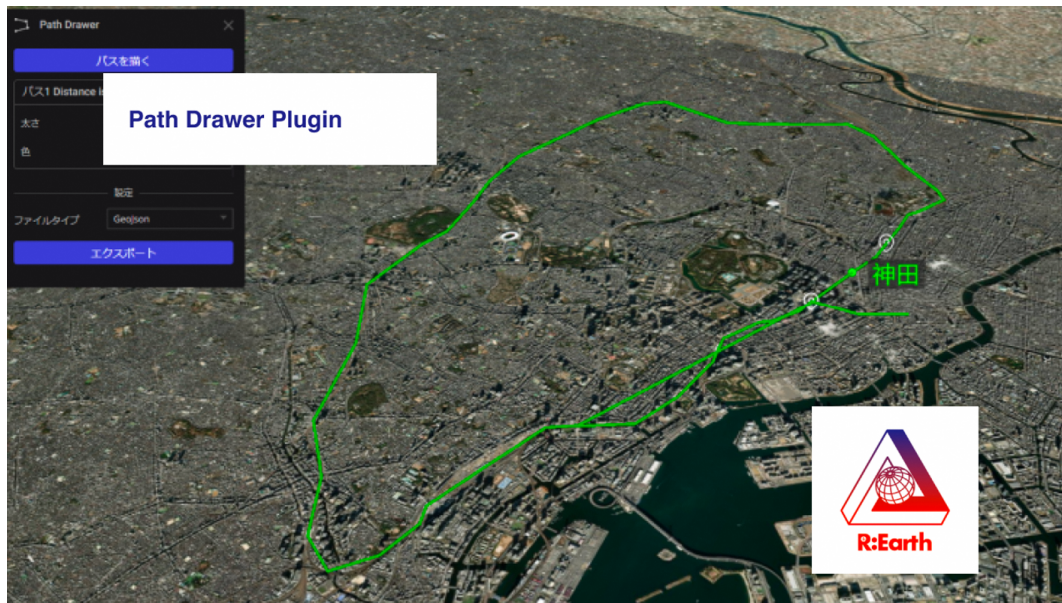 Path Drawer
パスを描く
パス1 Distance is
Path Drawer Plugin
太さ
色
設定
ファイルタイプ
GeoJson
エクスポート
神田
R:Earth